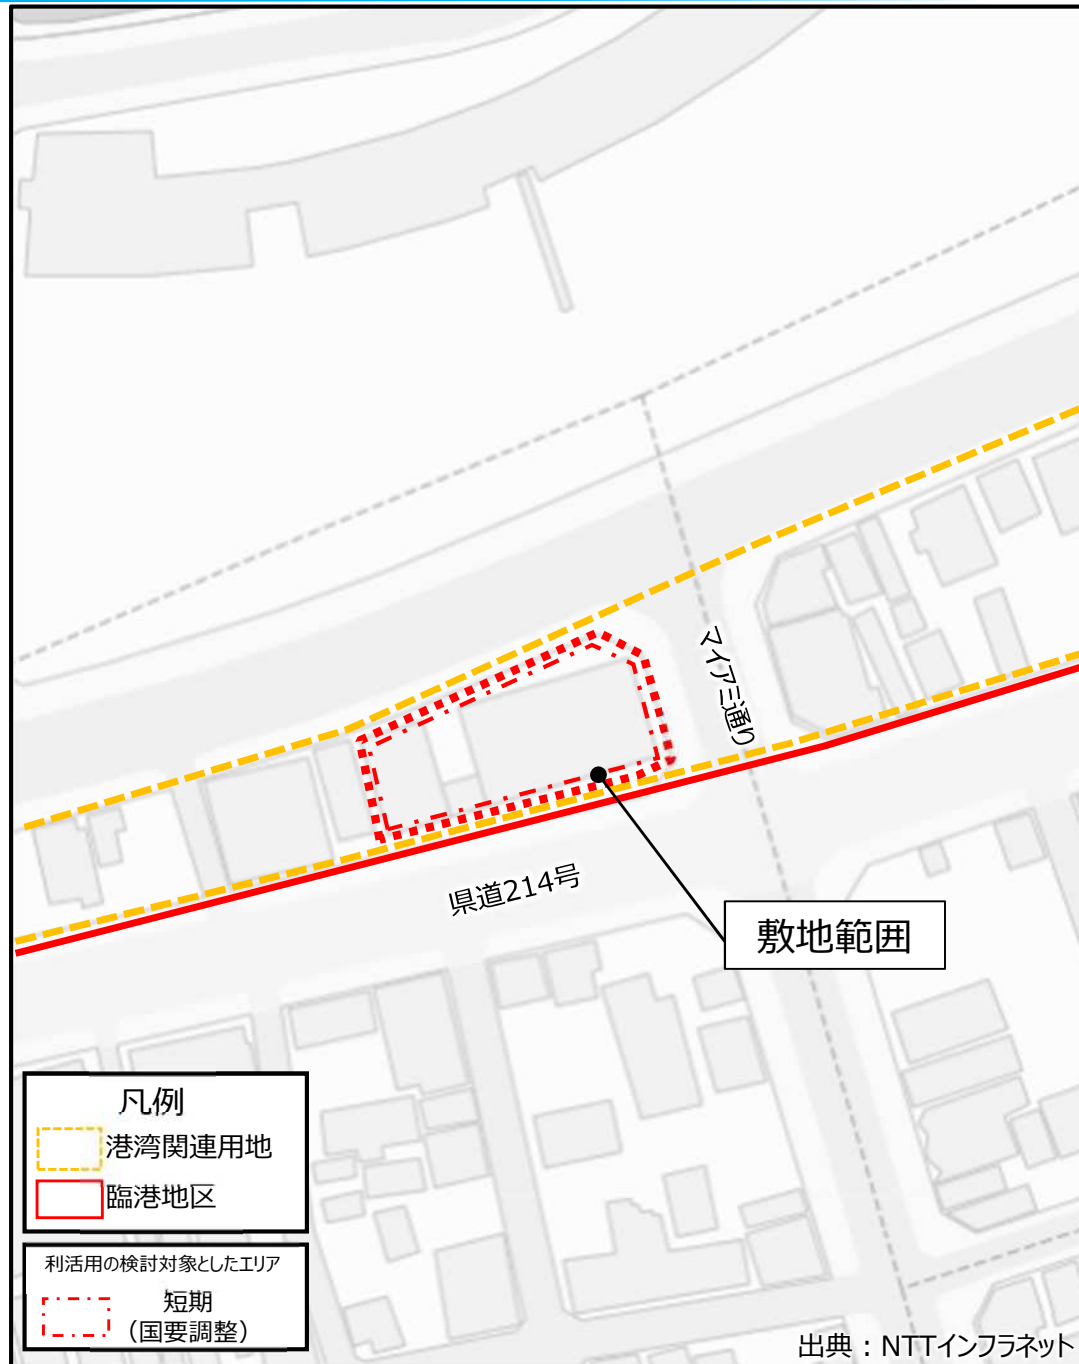 マイアミ通り
県道214号
敷地範囲
凡例
港湾関連用地
臨港地区
利活用の検討対象としたエリア
短期
（国要調整）
出典：NTTインフラネット